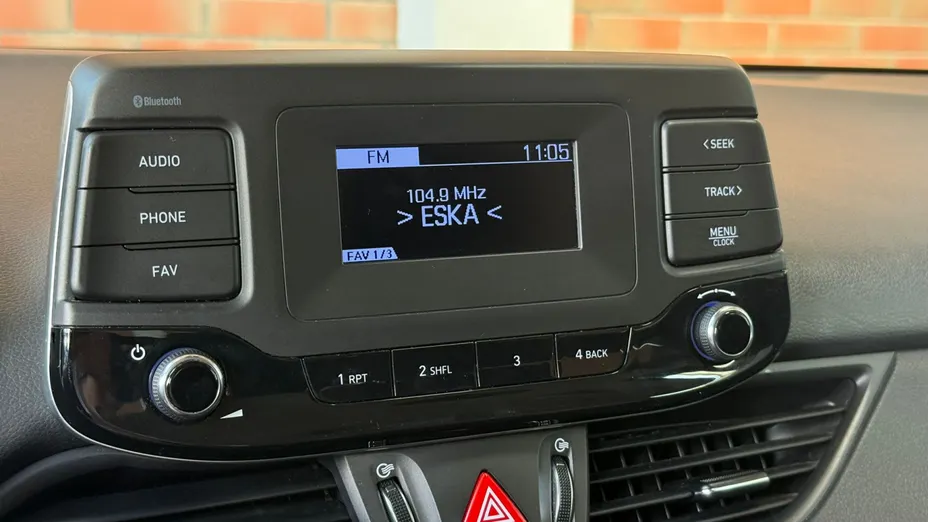 Bluetooth
AUDIO
PHONE
FAV
FM 11:05
104.9 MHz
> ESKA <
FAV 1/3
< SEEK
TRACK >
MENU
CLOCK
1 RPT
2 SHFL
3
4 BACK